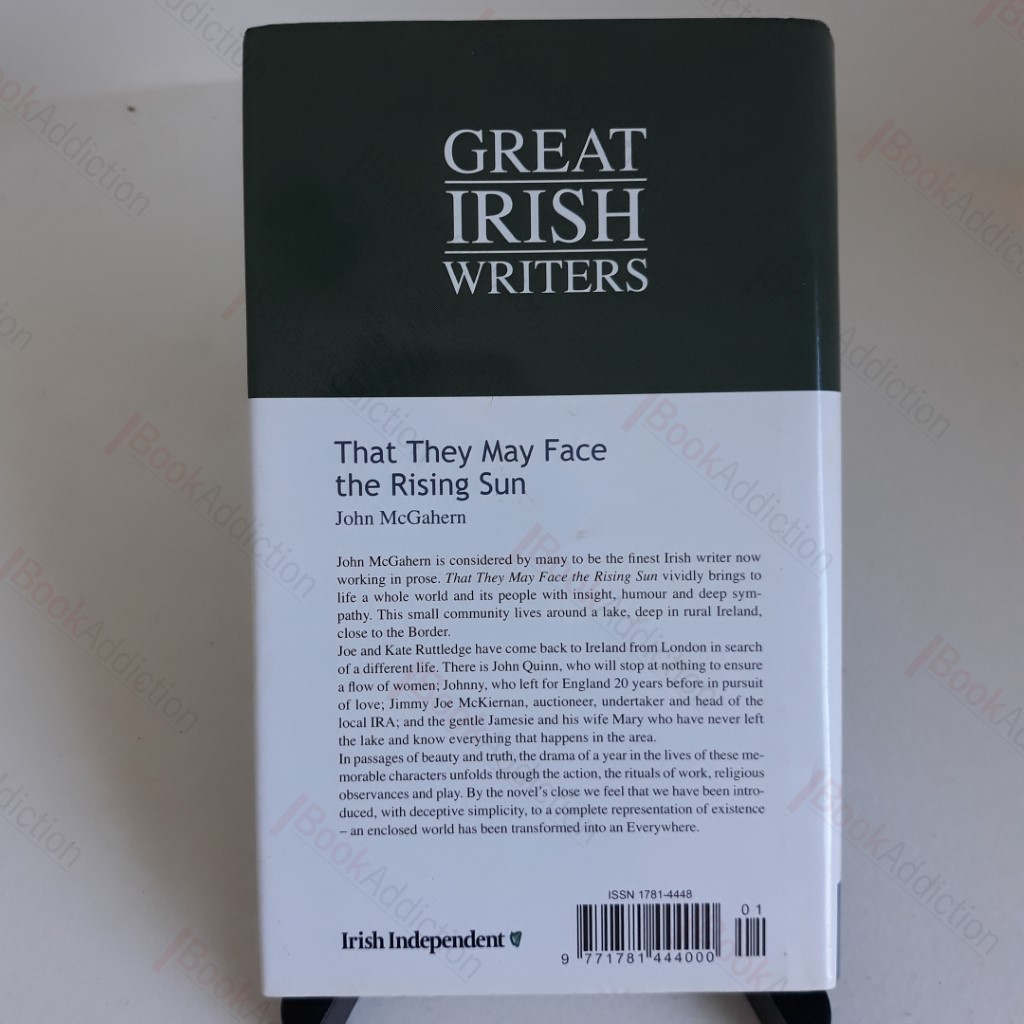 GREAT
IRISH
WRITERS
That They May Face
the Rising Sun
John McGahern
John McGahern is considered by many to be the finest Irish writer now
working in prose. That They May Face the Rising Sun vividly brings to
life a whole world and its people with insight, humour and deep sym-
pathy. This small community lives around a lake, deep in rural Ireland,
close to the Border.
Joe and Kate Ruttledge have come back to Ireland from London in search
of a different life. There is John Quinn, who will stop at nothing to ensure
a flow of women; Johnny, who left for England 20 years before in pursuit
of love; Jimmy Joe McKiernan, auctioneer, undertaker and head of the
local IRA; and the gentle Jamesie and his wife Mary who have never left
the lake and know everything that happens in the area.
In passages of beauty and truth, the drama of a year in the lives of these me-
morable characters unfolds through the action, the rituals of work, religious
observances and play. By the novel's close we feel that we have been intro-
duced, with deceptive simplicity, to a complete representation of existence
– an enclosed world has been transformed into an Everywhere.
ISSN 1781-4448
01
Irish Independent
9 771781 444000
BookAddiction